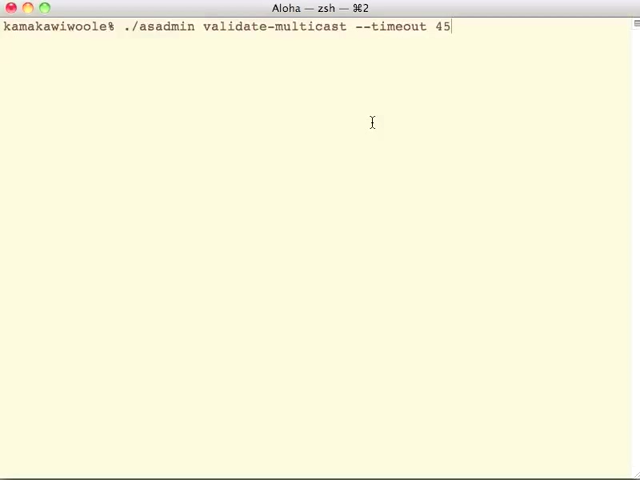 Aloha — zsh — ⌘2
kamakawiwoole% ./asadmin validate-multicast --timeout 45